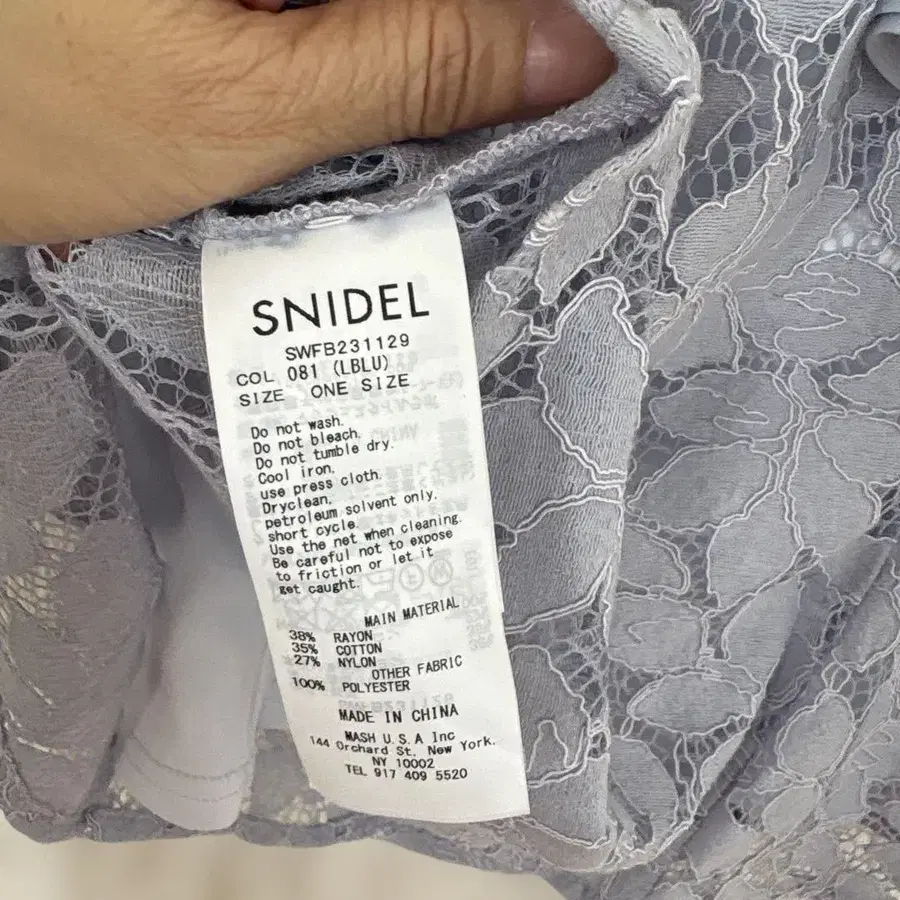 SNIDEL
SWFB231129
COL 081 (LBLU)
SIZE ONE SIZE
Do not wash.
Do not bleach.
Do not tumble dry.
Cool iron.
use press cloth.
Dryclean.
petroleum solvent only.
short cycle.
Use the net when cleaning.
Be careful not to expose
to friction or let it
get caught.
MAIN MATERIAL
38% RAYON
35% COTTON
27% NYLON
OTHER FABRIC
100% POLYESTER
MADE IN CHINA
MASH U.S.A Inc
144 Orchard St. New York.
NY 10002
TEL 917 409 5520